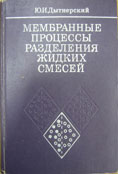 Ю.И.Дытнерский
МЕМБРАННЫЕ
ПРОЦЕССЫ
РАЗДЕЛЕНИЯ
ЖИДКИХ
СМЕСЕЙ